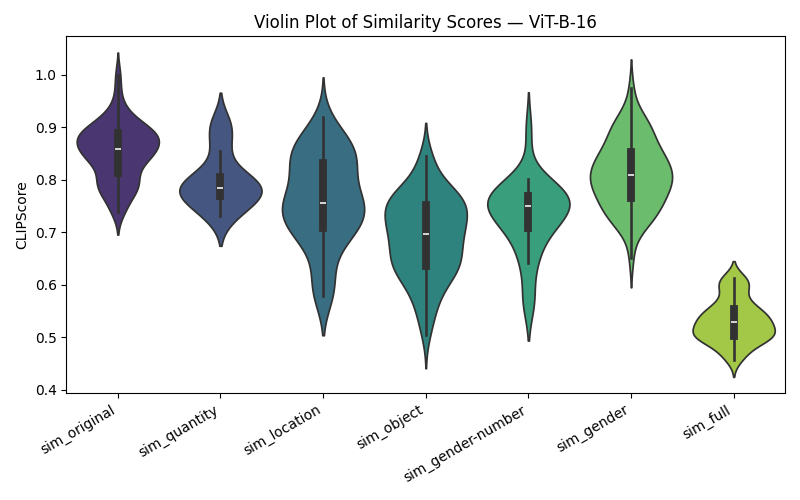 Violin Plot of Similarity Scores — ViT-B-16
CLIPScore
1.0
0.9
0.8
0.7
0.6
0.5
0.4
sim_original
sim_quantity
sim_location
sim_object
sim_gender-number
sim_gender
sim_full